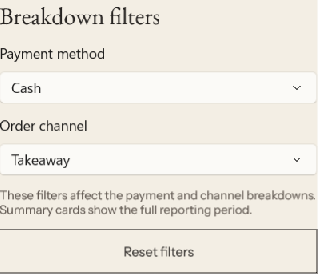 Breakdown filters
Payment method
Cash
Order channel
Takeaway
These filters affect the payment and channel breakdowns.
Summary cards show the full reporting period.
Reset filters